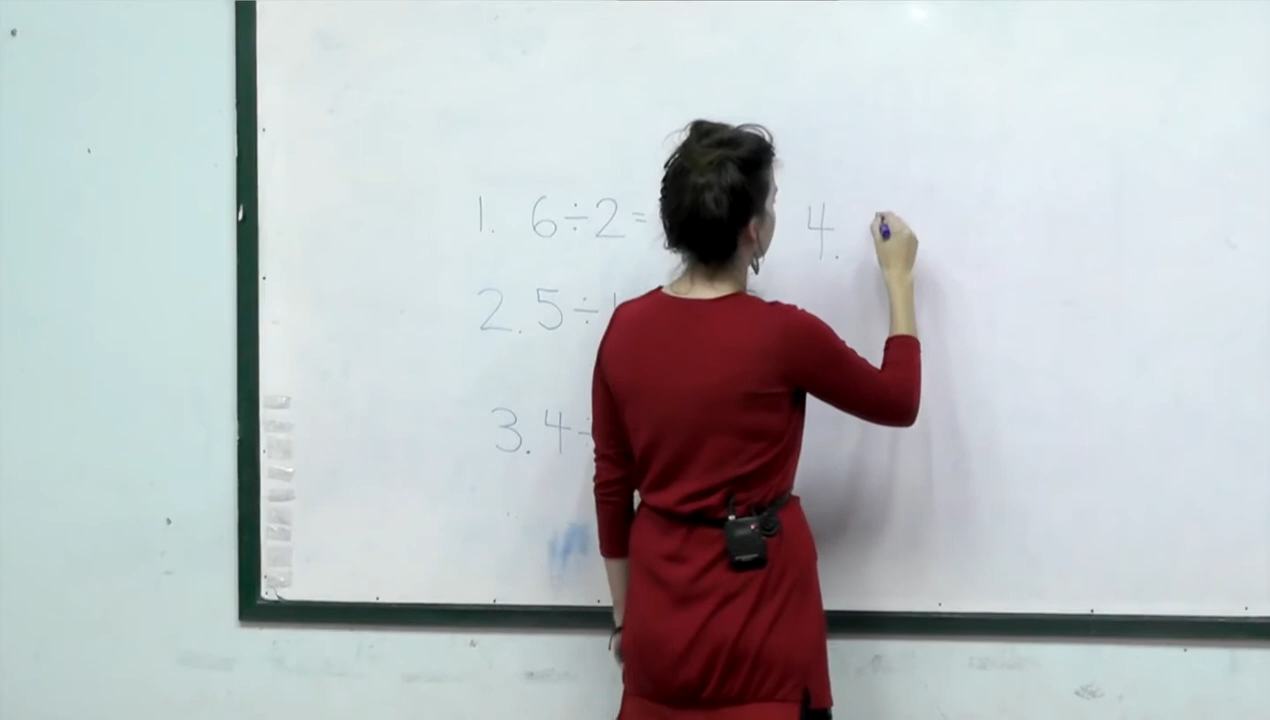 1. 6÷2=
2. 5÷
3. 4÷
4.